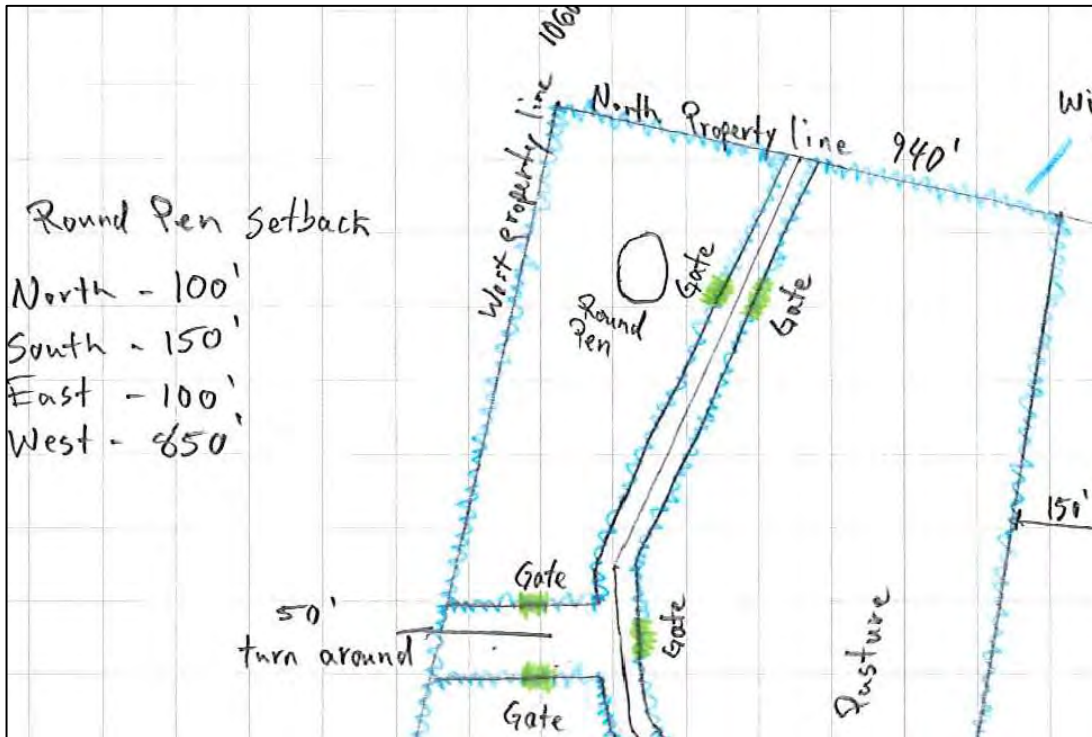 1060'
West property line
North Property line 940'
Wi
Round Pen Setback
North - 100'
South - 150'
East - 100'
West - 850'
Round
Pen
Gate
Gate
150'
Gate
50'
turn around
Gate
Gate
Pasture